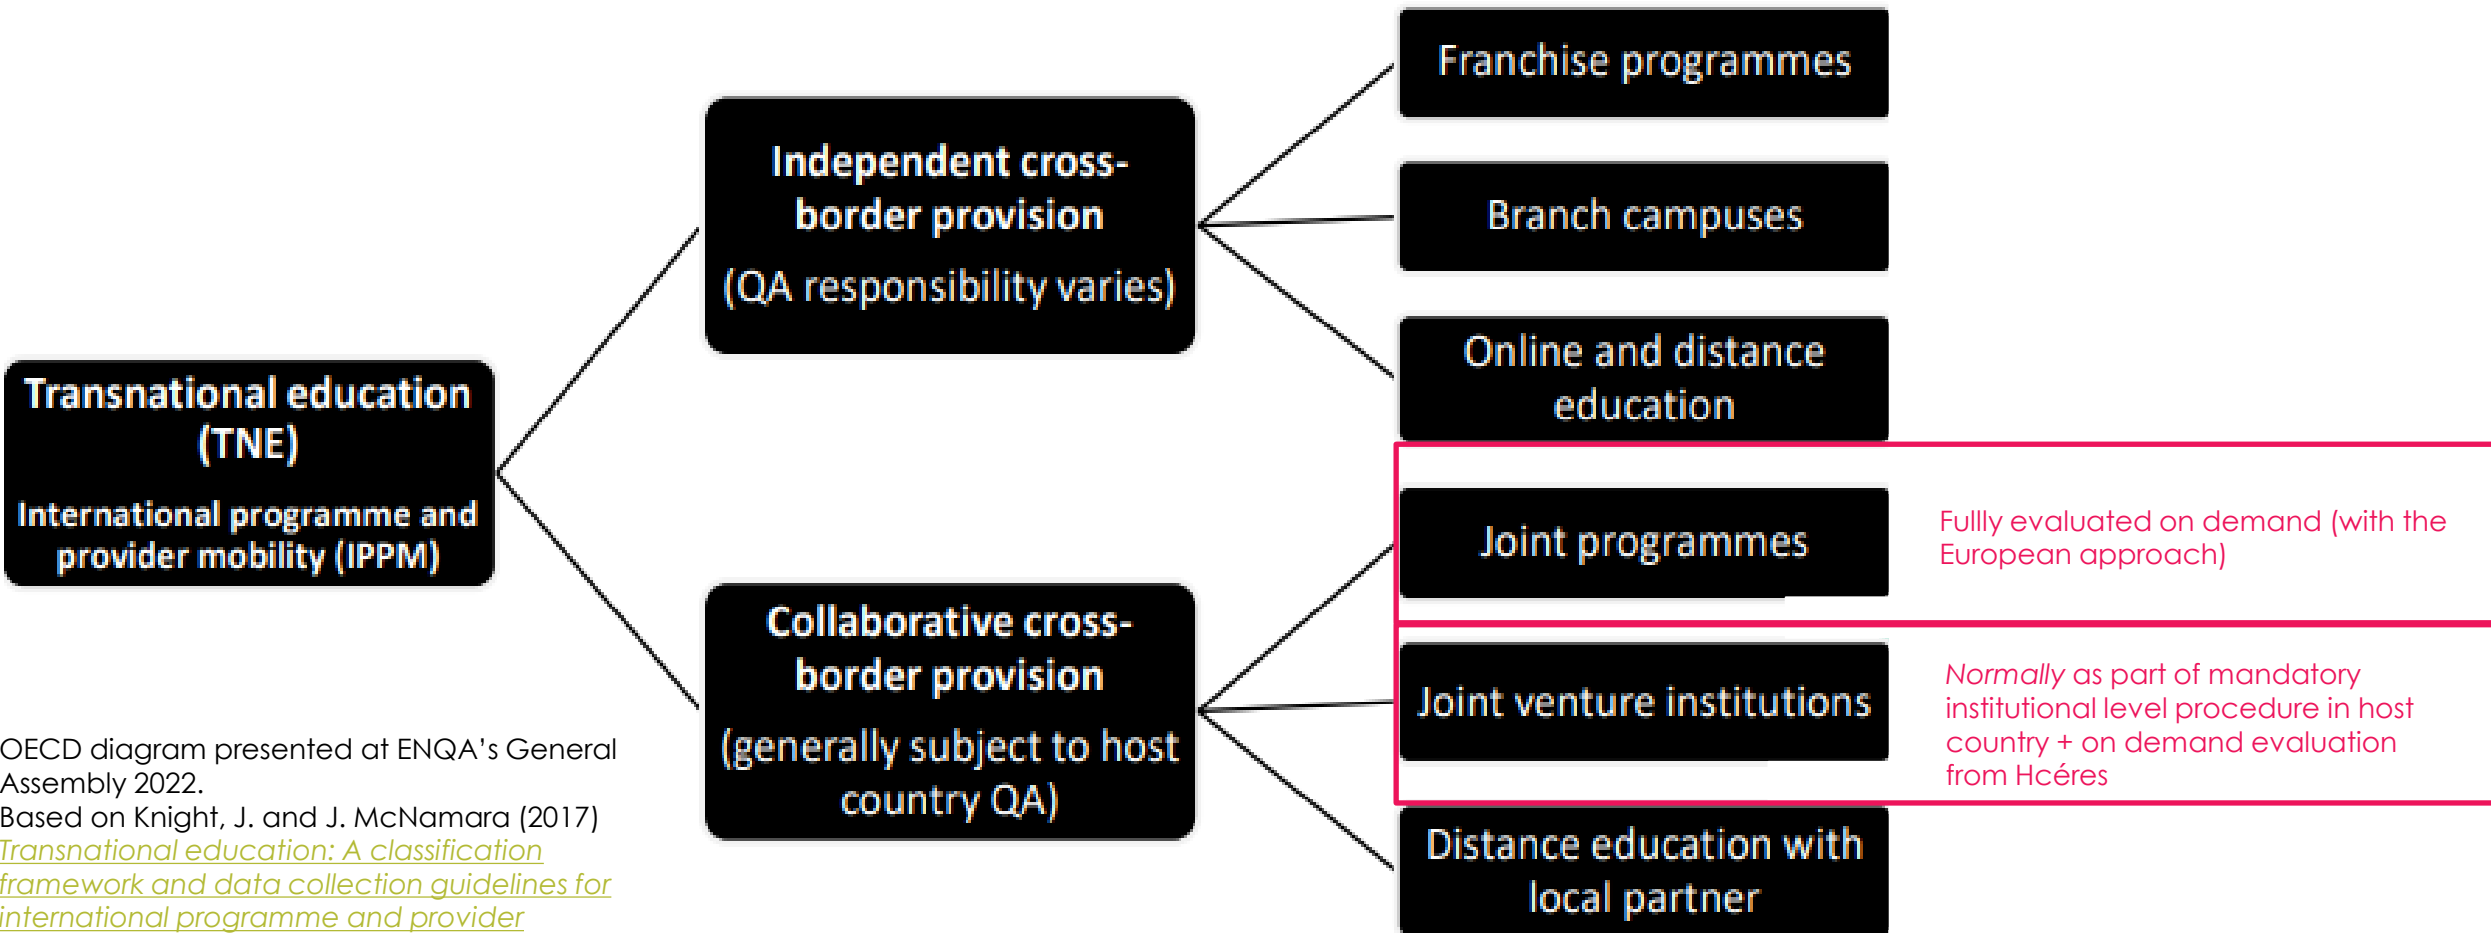 Transnational education
(TNE)
International programme and
provider mobility (IPPM)
Independent cross-
border provision
(QA responsibility varies)
Collaborative cross-
border provision
(generally subject to host
country QA)
Franchise programmes
Branch campuses
Online and distance
education
Joint programmes
Joint venture institutions
Distance education with
local partner
Fullly evaluated on demand (with the
European approach)
Normally as part of mandatory
institutional level procedure in host
country + on demand evaluation
from Hcéres
OECD diagram presented at ENQA’s General
Assembly 2022.
Based on Knight, J. and J. McNamara (2017)
Transnational education: A classification
framework and data collection guidelines for
international programme and provider